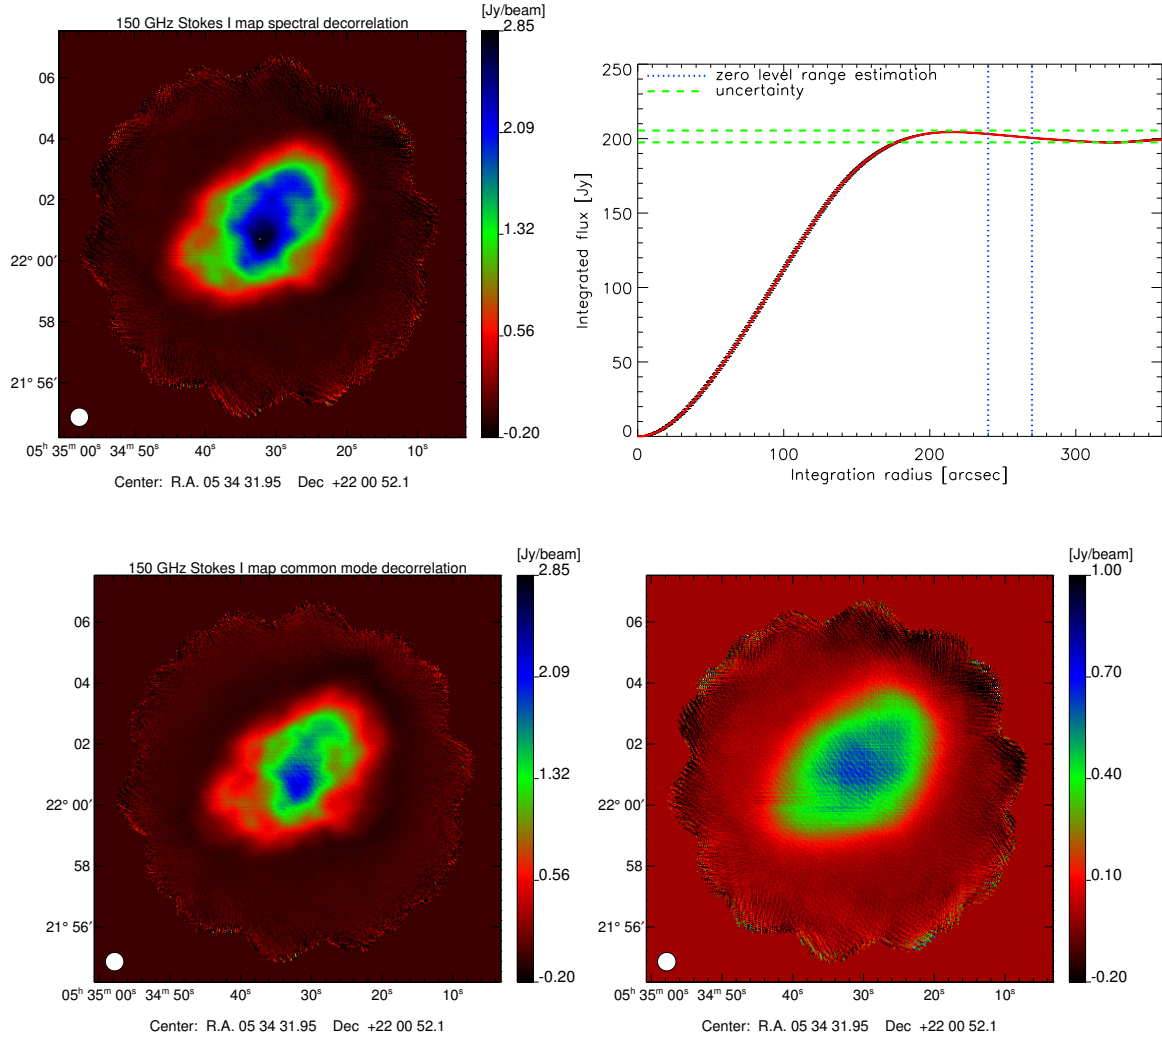 150 GHz Stokes I map spectral decorrelation
[Jy/beam]
2.85
2.09
1.32
0.56
-0.20
06
04
02
22° 00′
58
21° 56′
05ʰ 35ᵐ 00ˢ 34ᵐ 50ˢ 40ˢ 30ˢ 20ˢ 10ˢ
Center: R.A. 05 34 31.95 Dec +22 00 52.1
zero level range estimation
uncertainty
Integrated flux [Jy]
250
200
150
100
50
0
0 100 200 300
Integration radius [arcsec]
150 GHz Stokes I map common mode decorrelation
[Jy/beam]
2.85
2.09
1.32
0.56
-0.20
06
04
02
22° 00′
58
21° 56′
05ʰ 35ᵐ 00ˢ 34ᵐ 50ˢ 40ˢ 30ˢ 20ˢ 10ˢ
Center: R.A. 05 34 31.95 Dec +22 00 52.1
[Jy/beam]
1.00
0.70
0.40
0.10
-0.20
06
04
02
22° 00′
58
21° 56′
05ʰ 35ᵐ 00ˢ 34ᵐ 50ˢ 40ˢ 30ˢ 20ˢ 10ˢ
Center: R.A. 05 34 31.95 Dec +22 00 52.1